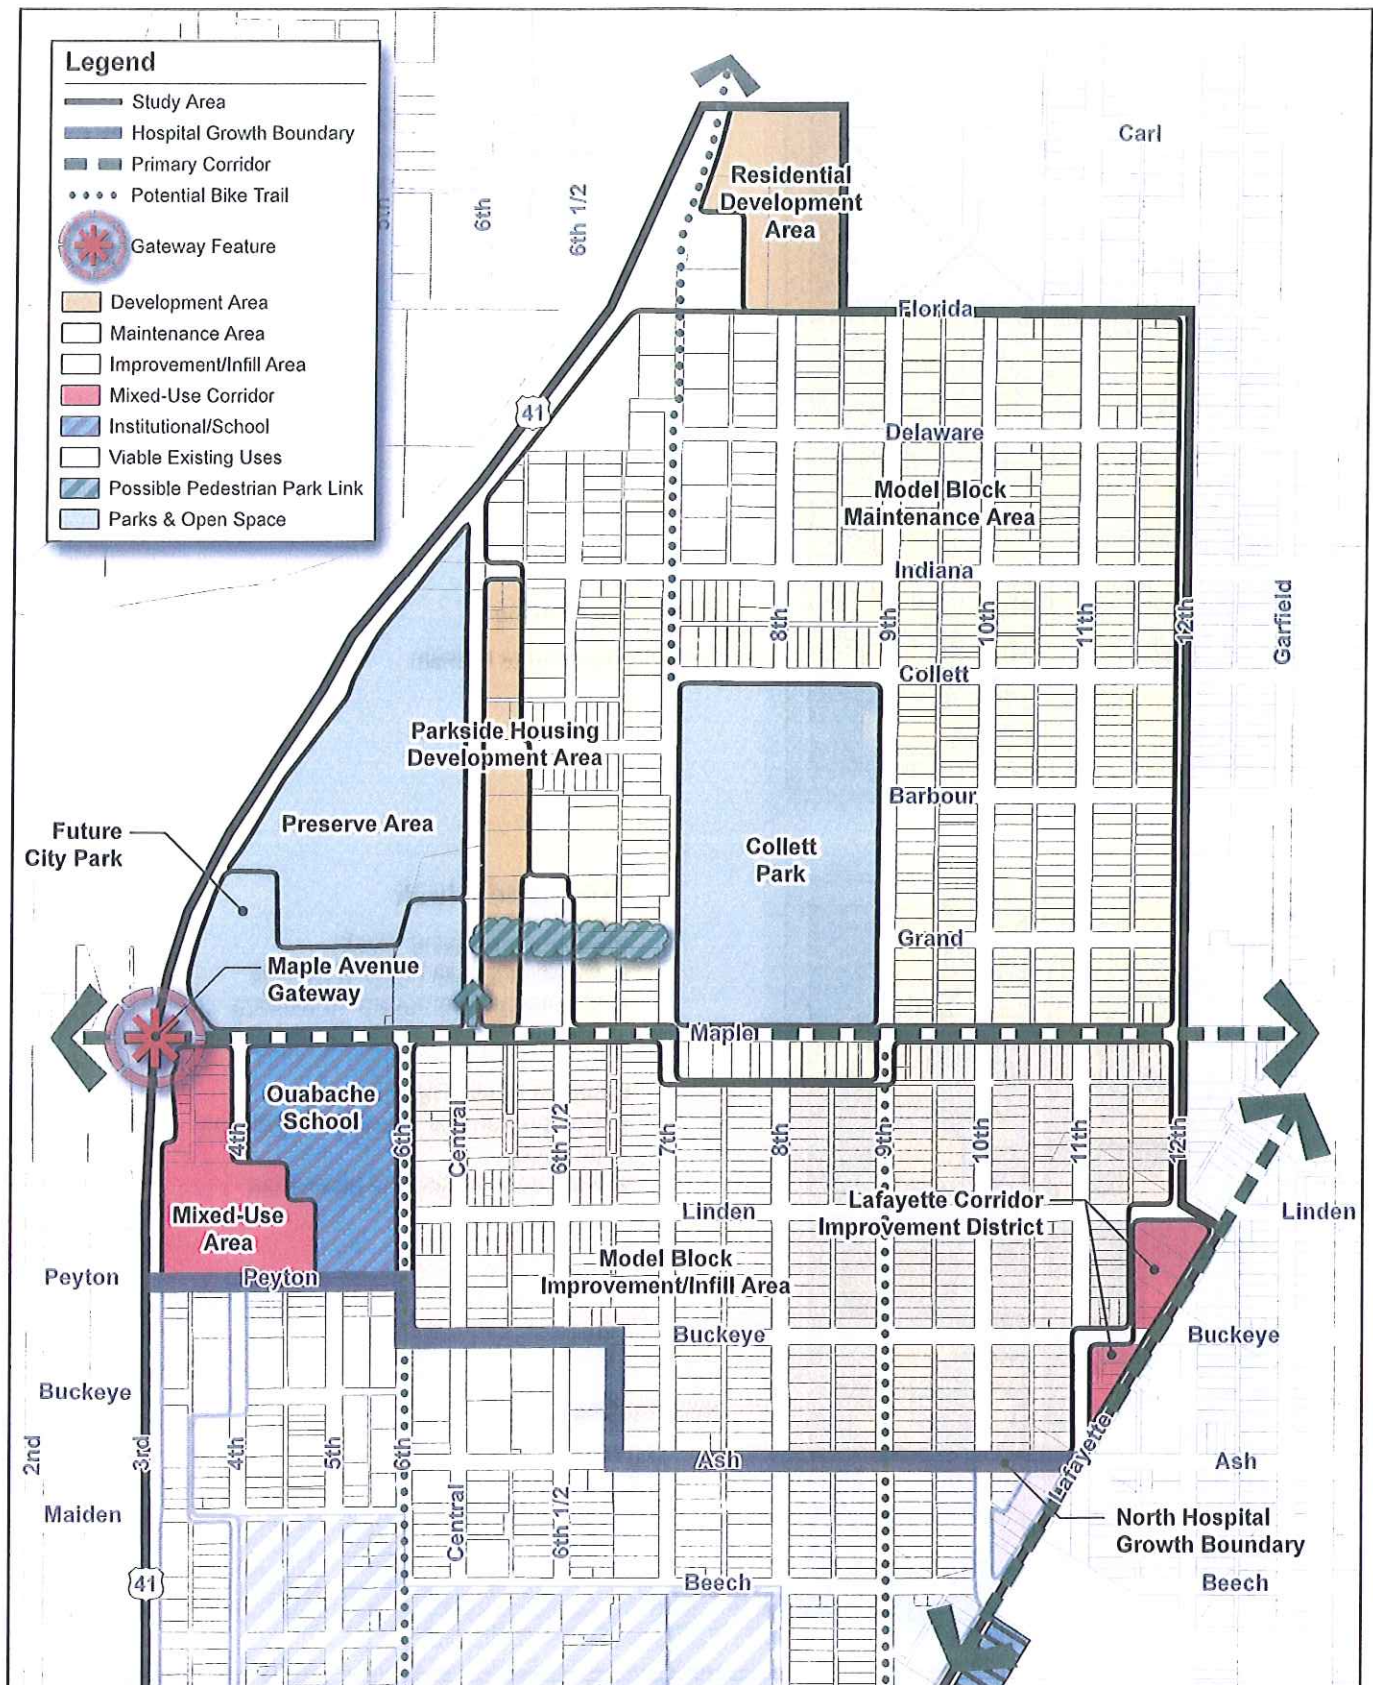 Legend
Study Area
Hospital Growth Boundary
Primary Corridor
Potential Bike Trail
Gateway Feature
Development Area
Maintenance Area
Improvement/Infill Area
Mixed-Use Corridor
Institutional/School
Viable Existing Uses
Possible Pedestrian Park Link
Parks & Open Space
5th
6th
6th 1/2
Carl
Residential
Development
Area
Florida
41
Delaware
Model Block
Maintenance Area
Indiana
8th
9th
10th
11th
12th
Garfield
Collett
Parkside Housing
Development Area
Barbour
Preserve Area
Future
City Park
Collett
Park
Grand
Maple Avenue
Gateway
Maple
Ouabache
School
4th
6th
Central
6th 1/2
7th
8th
9th
10th
11th
12th
Lafayette Corridor
Improvement District
Linden
Linden
Mixed-Use
Area
Model Block
Improvement/Infill Area
Peyton
Peyton
Buckeye
Buckeye
Buckeye
2nd
3rd
4th
5th
6th
Ash
Ash
Lafayette
Maiden
Central
6th 1/2
North Hospital
Growth Boundary
41
Beech
Beech